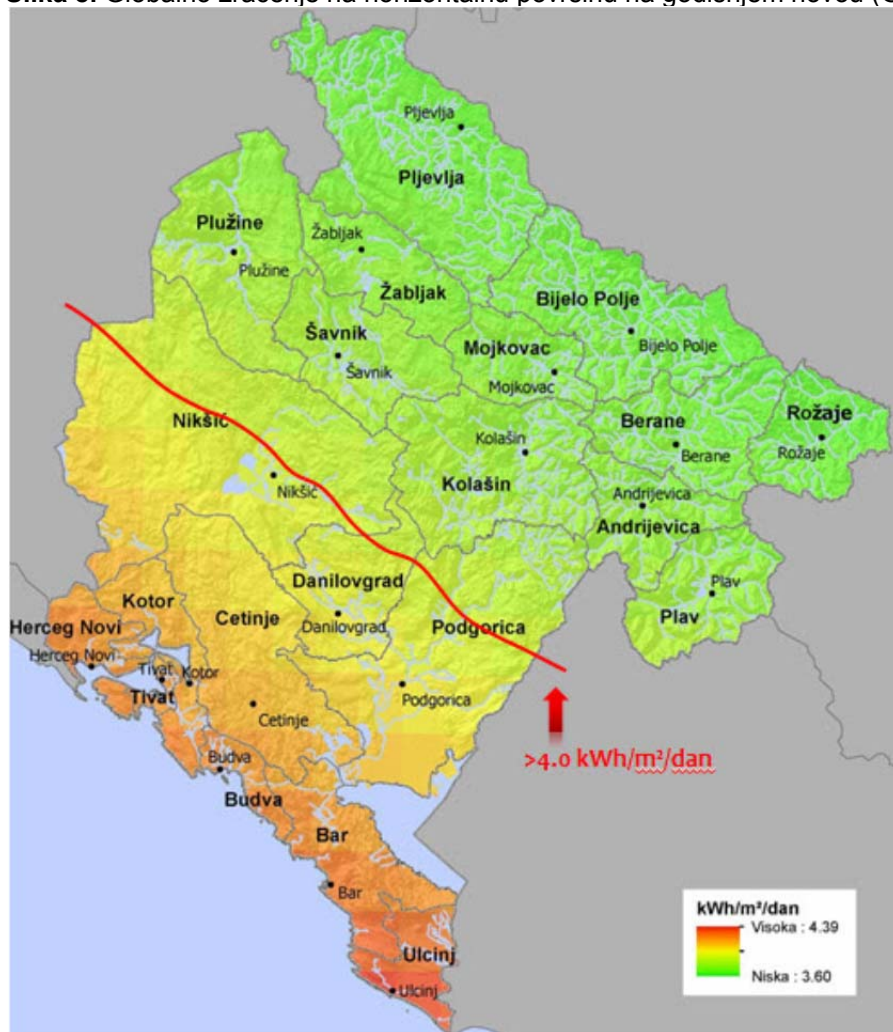 Globalno zračenje na horizontalnu površinu na godišnjem nivou
Pljevlja
Pljevlja
Plužine
Žabljak
Plužine
Žabljak
Bijelo Polje
Šavnik
Bijelo Polje
Mojkovac
Šavnik
Mojkovac
Nikšić
Berane
Rožaje
Kolašin
Berane
Rožaje
Kolašin
Nikšić
Andrijevica
Andrijevica
Danilovgrad
Plav
Kotor
Cetinje
Plav
Herceg Novi
Danilovgrad
Podgorica
Herceg Novi
Tivat
Kotor
Tivat
Podgorica
Cetinje
Budva
>4.0 kWh/m²/dan
Budva
Bar
Bar
kWh/m²/dan
Visoka : 4.39
Ulcinj
Niska : 3.60
Ulcinj